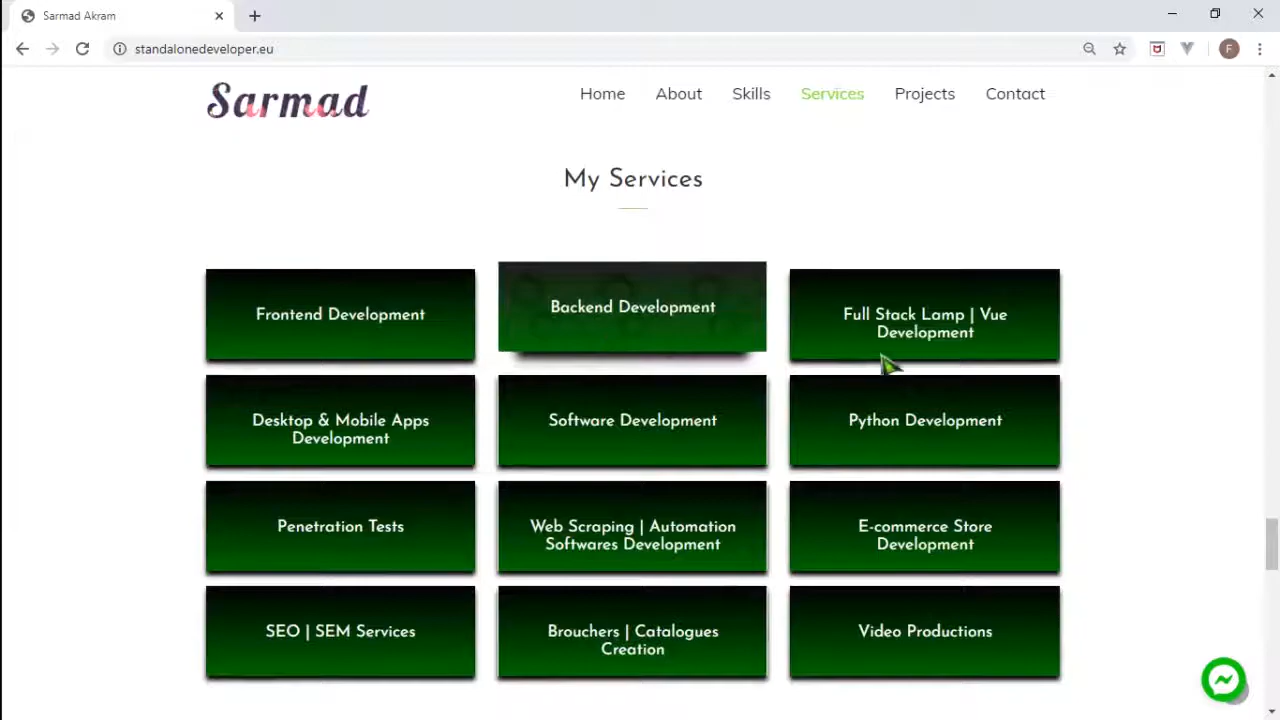 Sarmad Akram
standalonedeveloper.eu
F
Sarmad
Home About Skills Services Projects Contact
My Services
Frontend Development
Backend Development
Full Stack Lamp | Vue
Development
Desktop & Mobile Apps
Development
Software Development
Python Development
Penetration Tests
Web Scraping | Automation
Softwares Development
E-commerce Store
Development
SEO | SEM Services
Brouchers | Catalogues
Creation
Video Productions